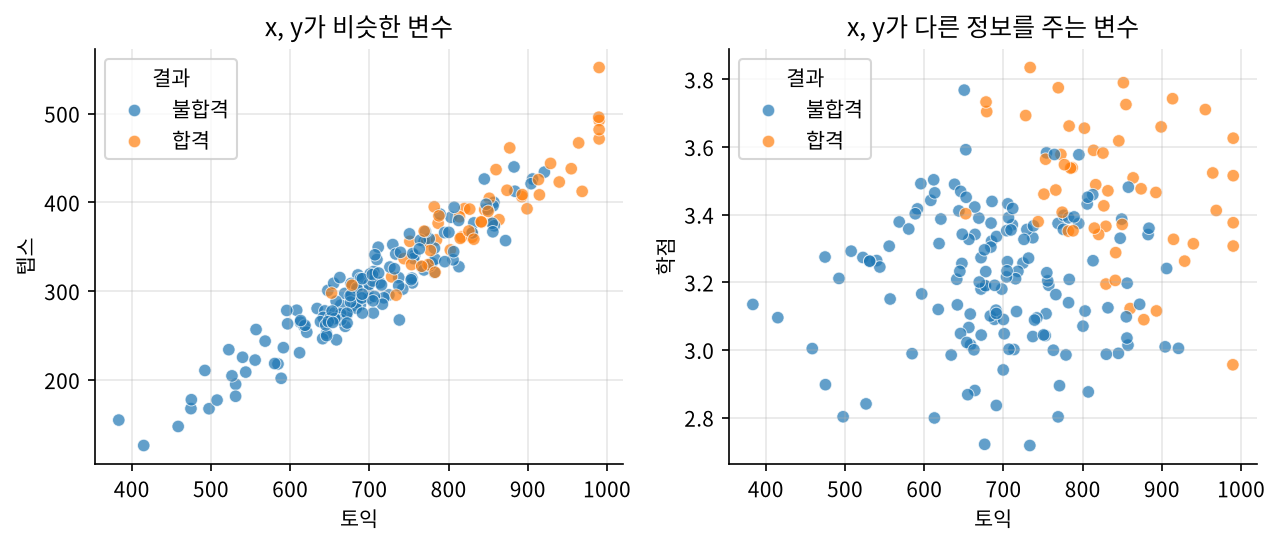 x, y가 비슷한 변수
결과
불합격
합격
500
400
300
200
텝스
400 500 600 700 800 900 1000
토익
x, y가 다른 정보를 주는 변수
결과
불합격
합격
3.8
3.6
3.4
3.2
3.0
2.8
학점
400 500 600 700 800 900 1000
토익